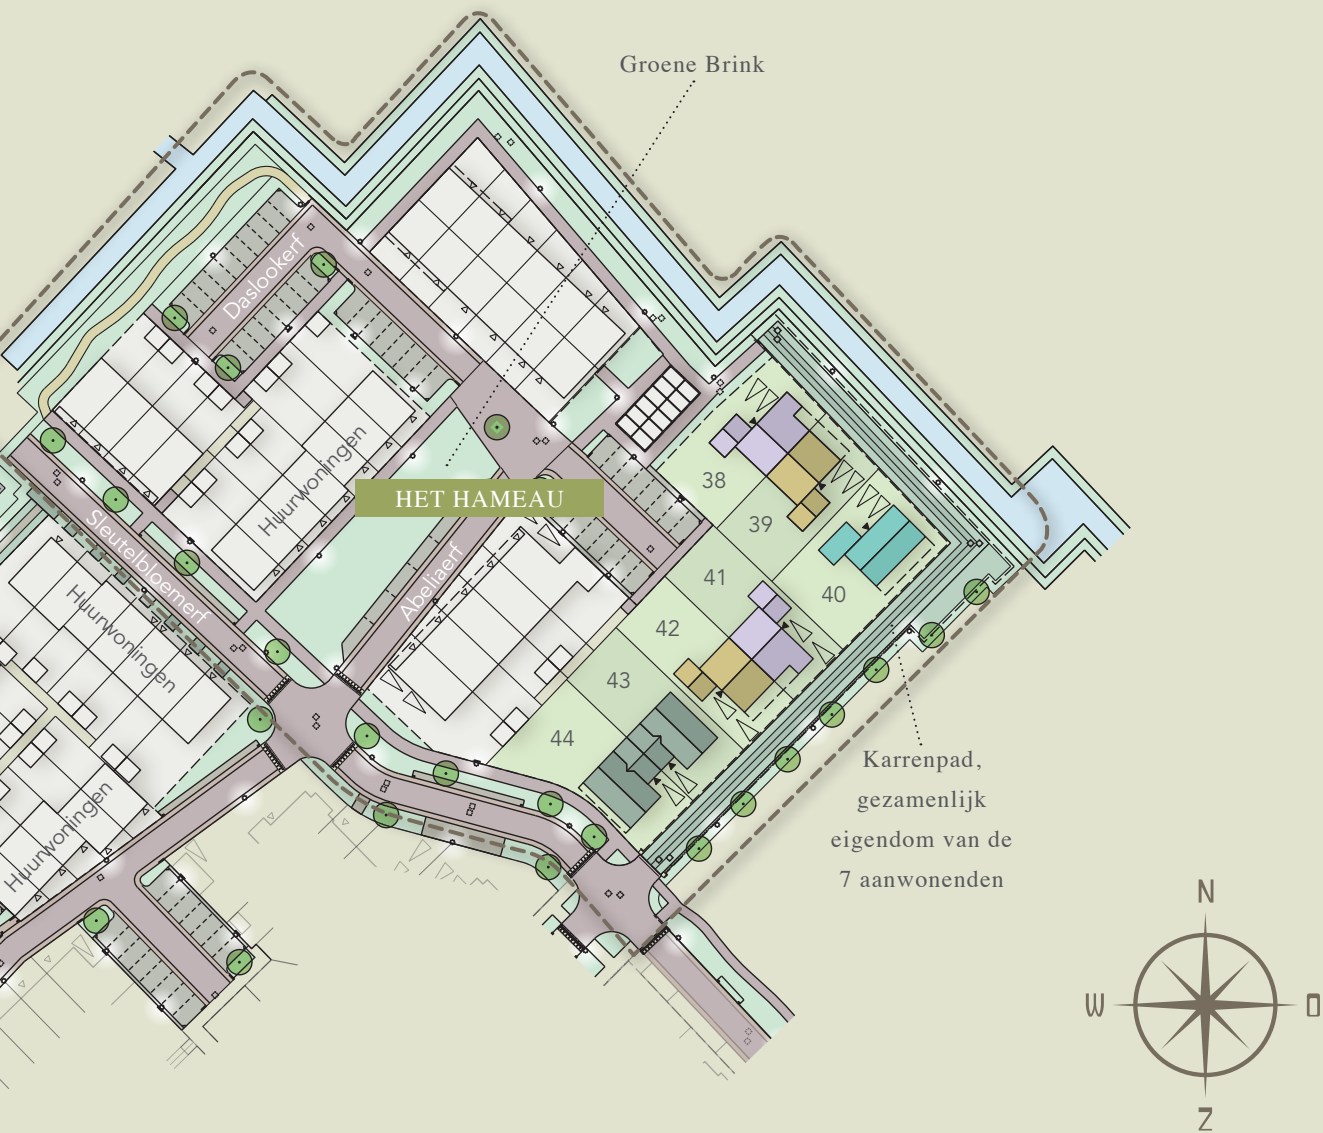 Groene Brink
Daslookerf
Huurwoningen
HET HAMEAU
38
39
Sleutelbloemerf
Abeliaerf
41
40
42
Huurwoningen
43
44
Huurwoningen
Karrenpad,
gezamenlijk
eigendom van de
7 aanwonenden
N
W
O
Z